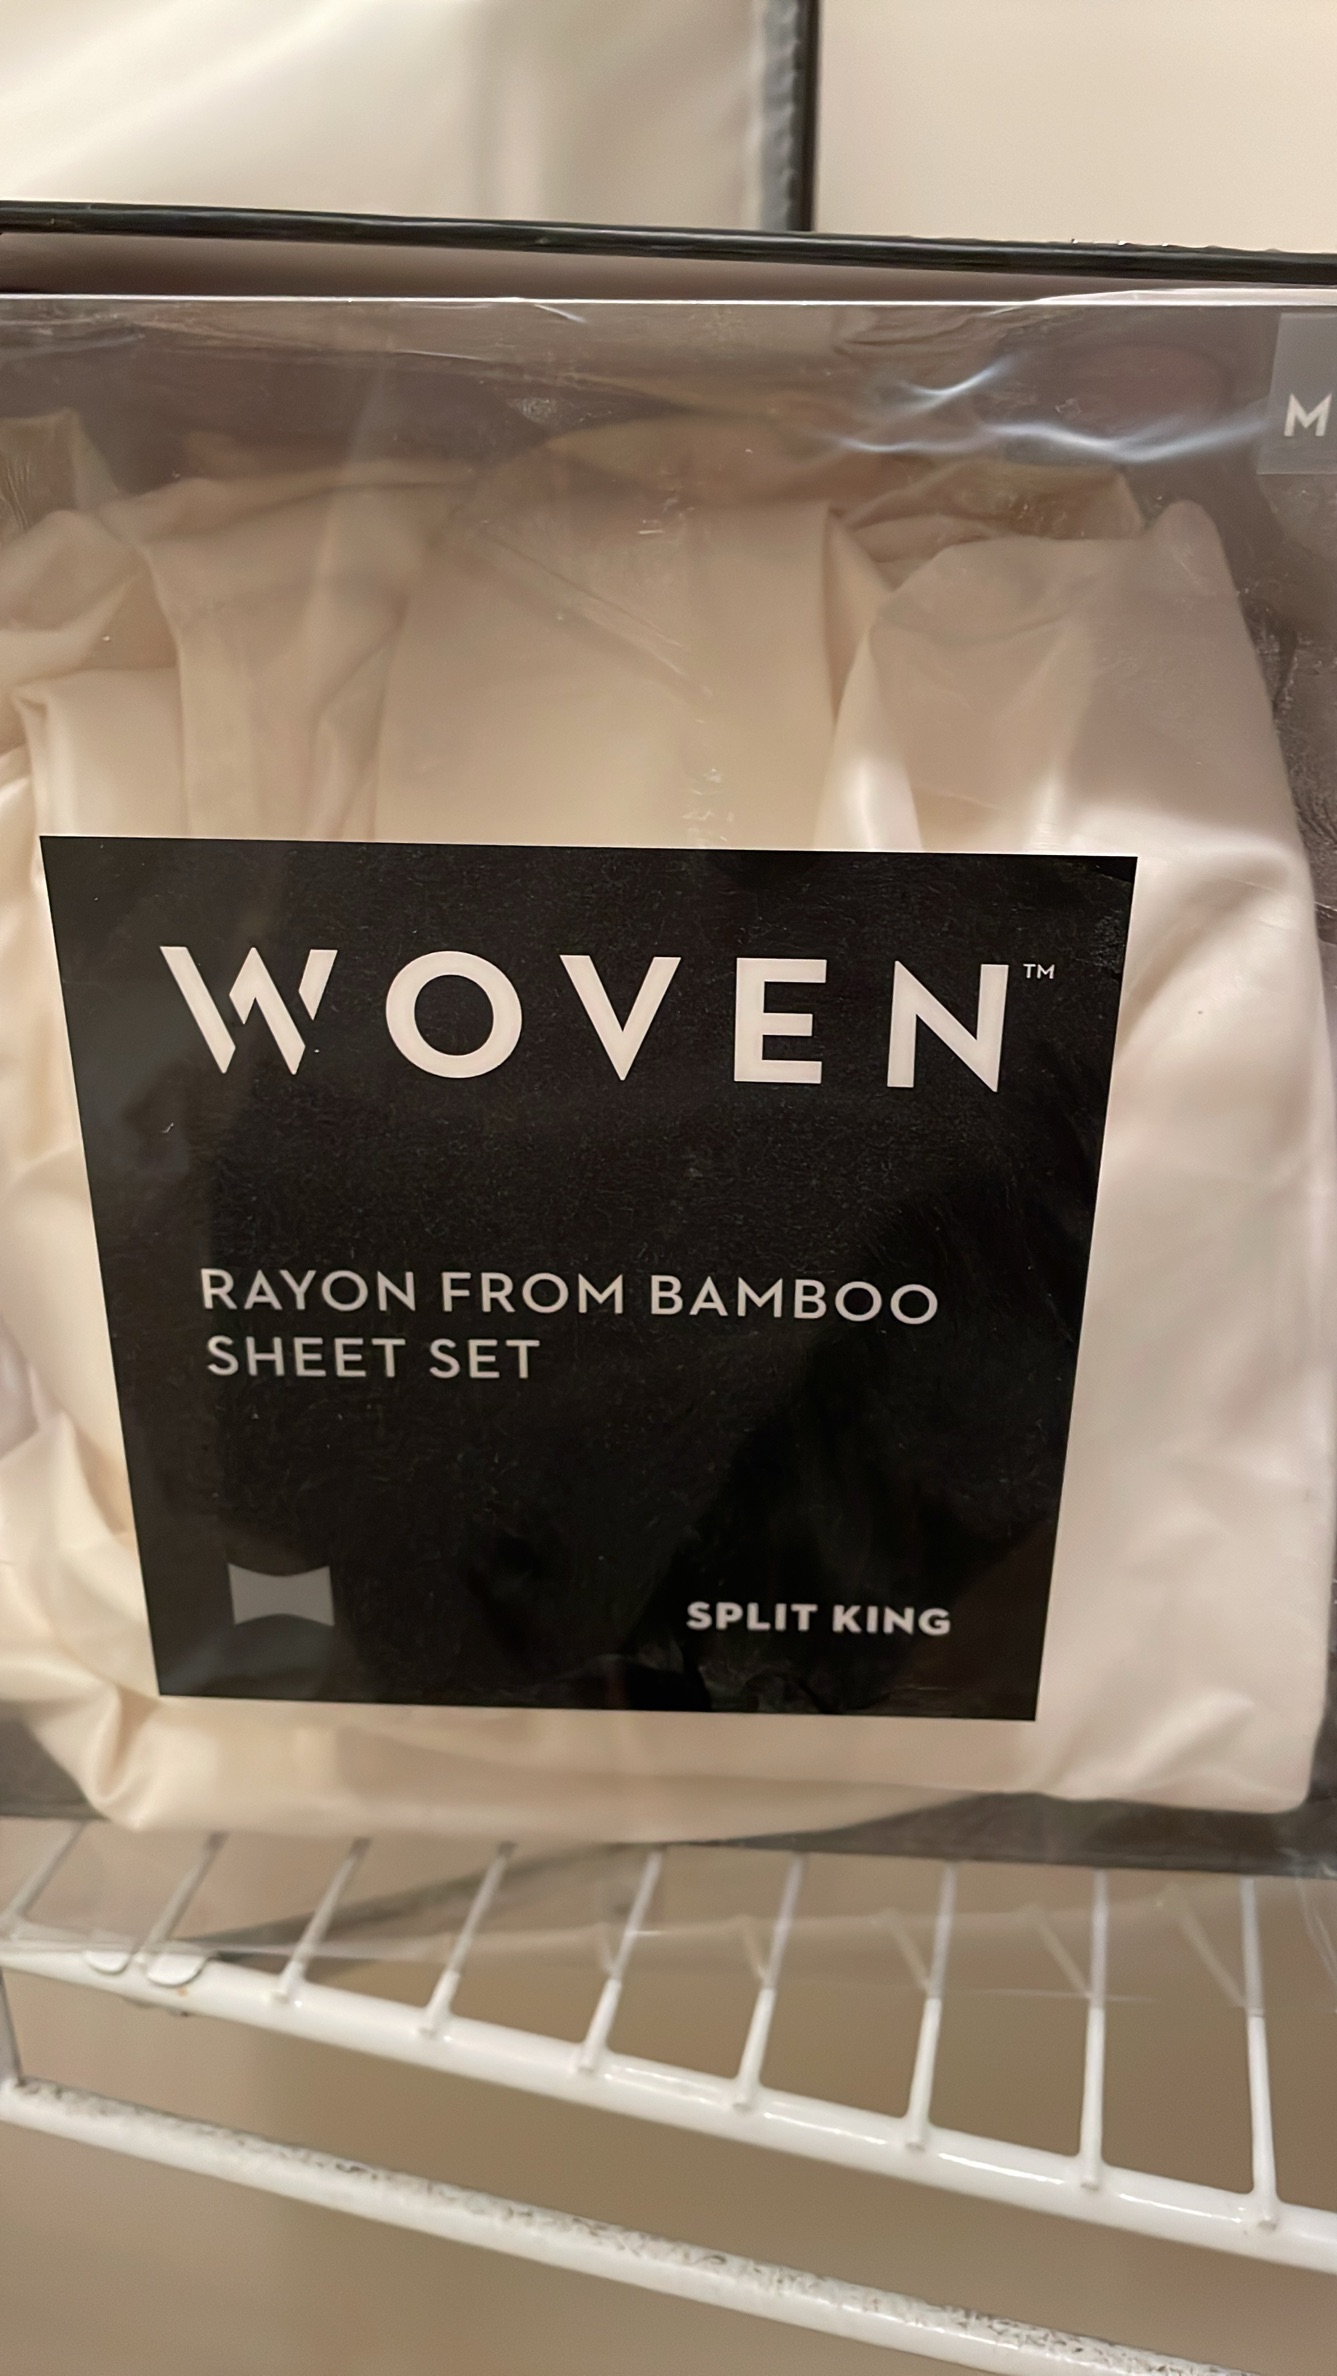 M
WOVEN™
RAYON FROM BAMBOO
SHEET SET
SPLIT KING